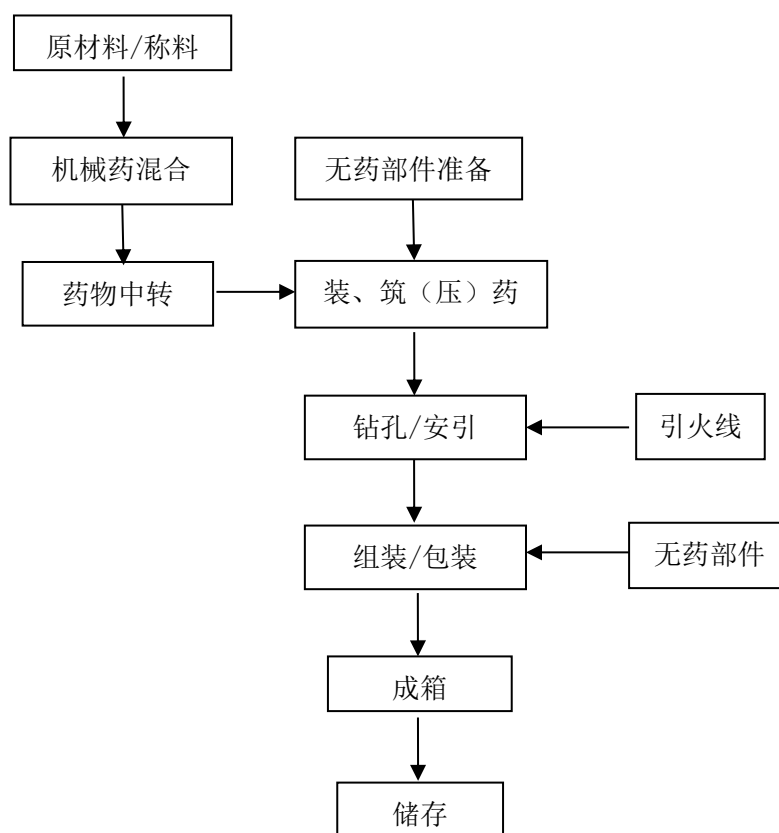 原材料/称料
机械药混合
无药部件准备
药物中转
装、筑（压）药
钻孔/安引
引火线
组装/包装
无药部件
成箱
储存